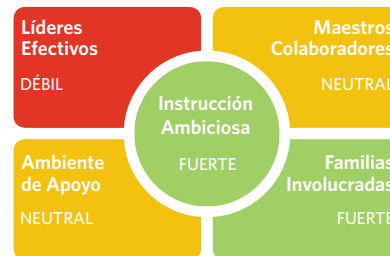 Líderes
Efectivos
DÉBIL
Maestros
Colaboradores
NEUTRAL
Instrucción
Ambiciosa
FUERTE
Ambiente
de Apoyo
NEUTRAL
Familias
Involucradas
FUERTE